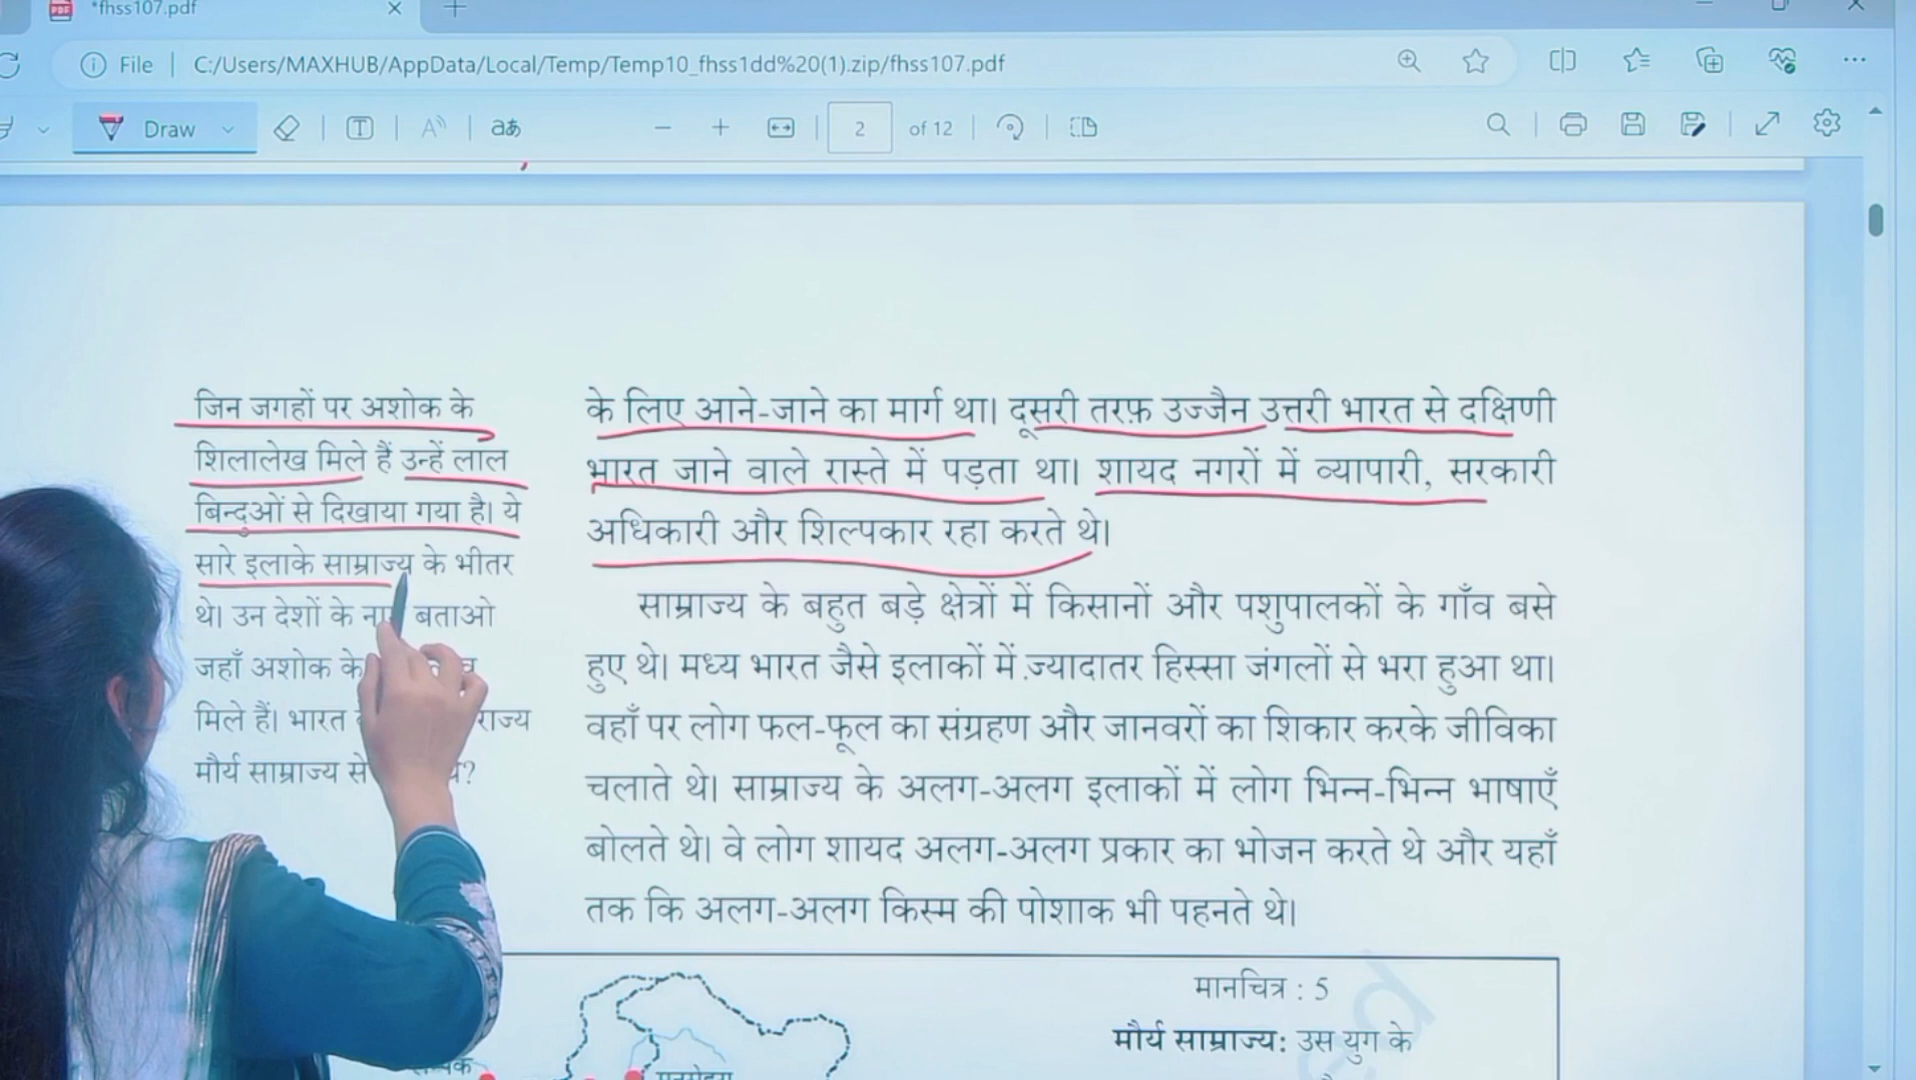 *fhss107.pdf
File | C:/Users/MAXHUB/AppData/Local/Temp/Temp10_fhss1dd%20(1).zip/fhss107.pdf
Draw
2 of 12
जिन जगहों पर अशोक के
शिलालेख मिले हैं उन्हें लाल
बिन्दुओं से दिखाया गया है। ये
सारे इलाके साम्राज्य के भीतर
थे। उन देशों के बताओ
जहाँ अशोक के
मिले हैं। भारत राज्य
मौर्य साम्राज्य से थे?
के लिए आने-जाने का मार्ग था। दूसरी तरफ़ उज्जैन उत्तरी भारत से दक्षिणी
भारत जाने वाले रास्ते में पड़ता था। शायद नगरों में व्यापारी, सरकारी
अधिकारी और शिल्पकार रहा करते थे।
साम्राज्य के बहुत बड़े क्षेत्रों में किसानों और पशुपालकों के गाँव बसे
हुए थे। मध्य भारत जैसे इलाकों में ज़्यादातर हिस्सा जंगलों से भरा हुआ था।
वहाँ पर लोग फल-फूल का संग्रहण और जानवरों का शिकार करके जीविका
चलाते थे। साम्राज्य के अलग-अलग इलाकों में लोग भिन्न-भिन्न भाषाएँ
बोलते थे। वे लोग शायद अलग-अलग प्रकार का भोजन करते थे और यहाँ
तक कि अलग-अलग किस्म की पोशाक भी पहनते थे।
मानचित्र : 5
मौर्य साम्राज्य: उस युग के